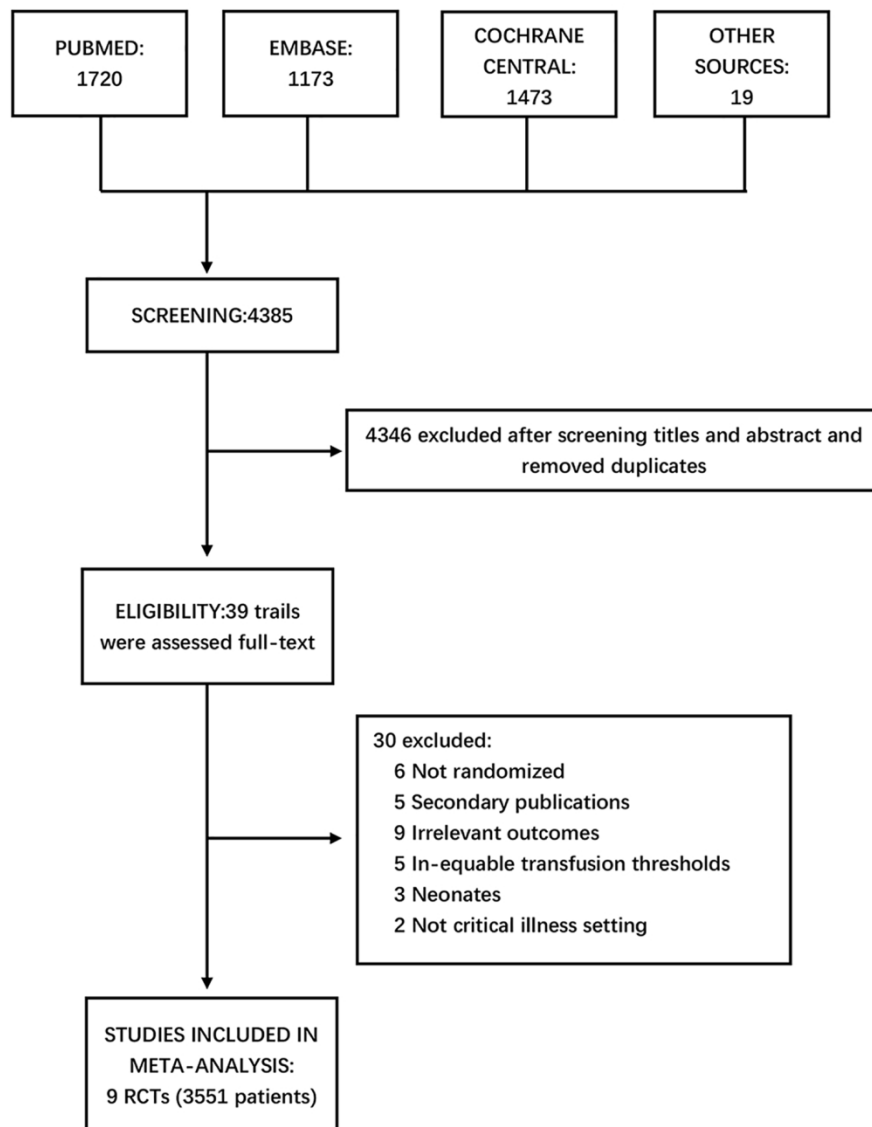 PUBMED:
1720
EMBASE:
1173
COCHRANE
CENTRAL:
1473
OTHER
SOURCES:
19
SCREENING:4385
4346 excluded after screening titles and abstract and
removed duplicates
ELIGIBILITY:39 trails
were assessed full-text
30 excluded:
6 Not randomized
5 Secondary publications
9 Irrelevant outcomes
5 In-equable transfusion thresholds
3 Neonates
2 Not critical illness setting
STUDIES INCLUDED IN
META-ANALYSIS:
9 RCTs (3551 patients)